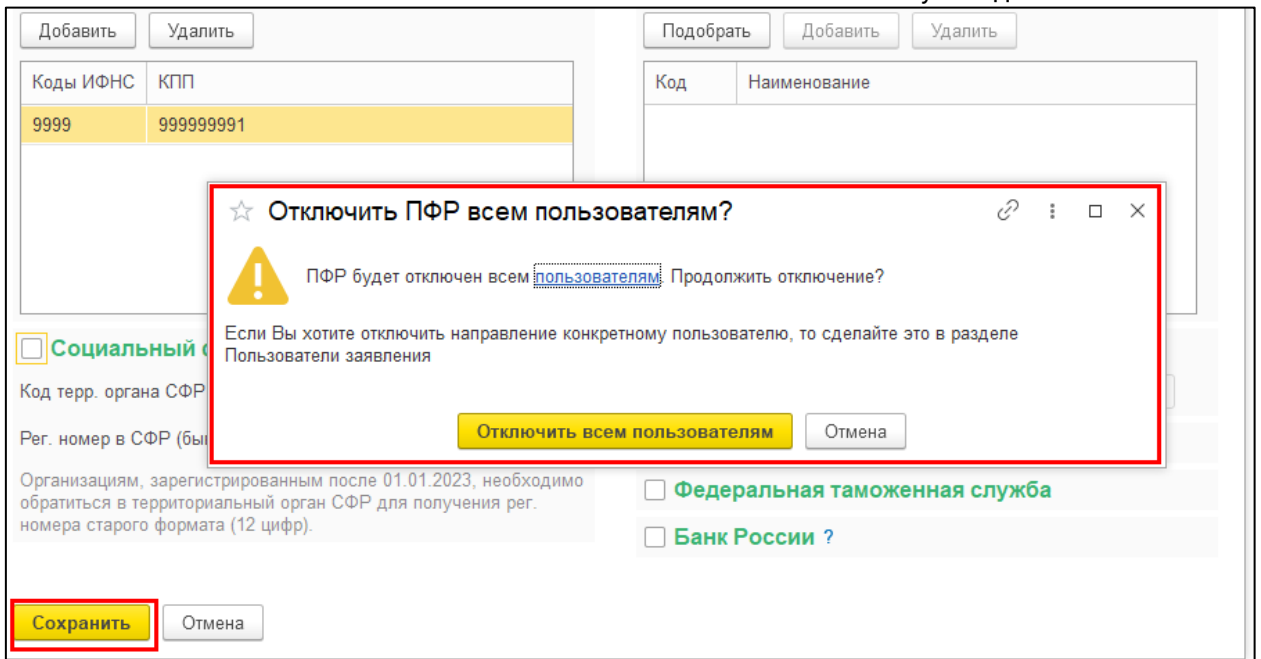 Добавить Удалить
Подобрать Добавить Удалить
Коды ИФНС КПП
Код Наименование
9999 999999991
Отключить ПФР всем пользователям?
ПФР будет отключен всем пользователям. Продолжить отключение?
Если Вы хотите отключить направление конкретному пользователю, то сделайте это в разделе
Пользователи заявления
Отключить всем пользователям Отмена
Социальный
Код терр. органа СФР
Рег. номер в СФР
Организациям, зарегистрированным после 01.01.2023, необходимо
обратиться в территориальный орган СФР для получения рег.
номера старого формата (12 цифр).
Федеральная таможенная служба
Банк России ?
Сохранить Отмена